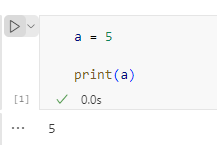 a = 5
print(a)
[1]
0.0s
5